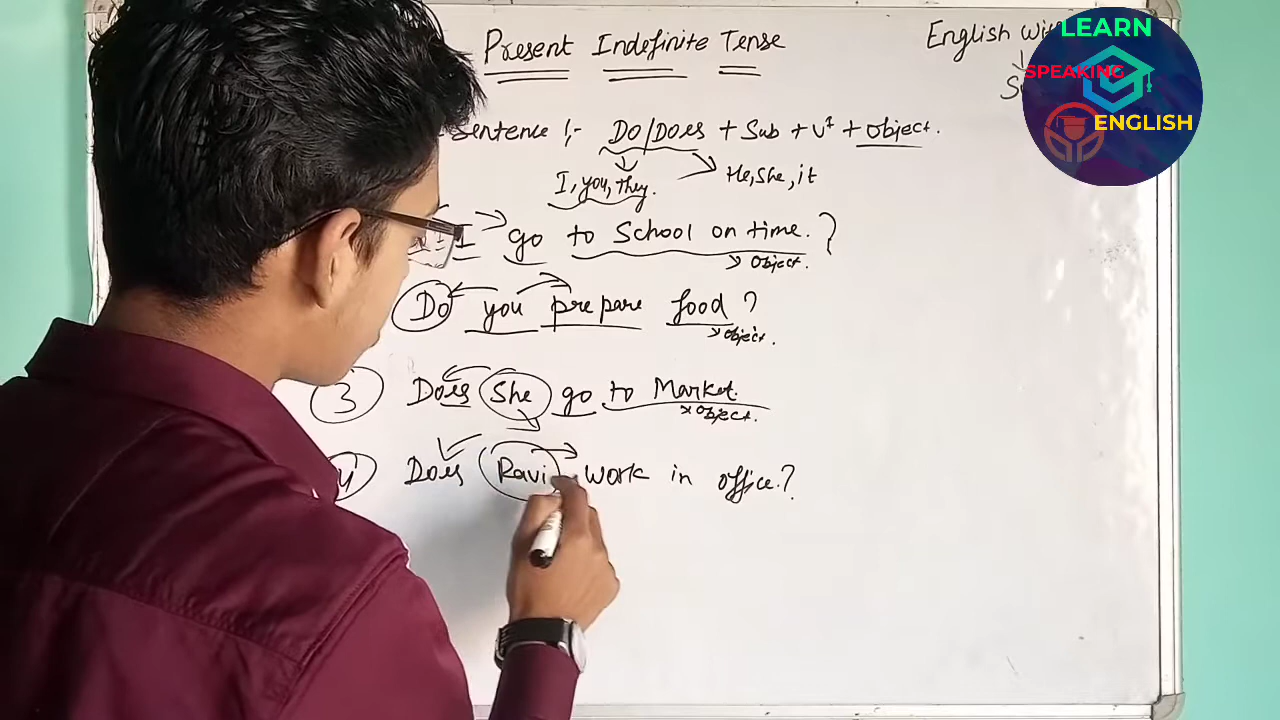 Present Indefinite Tense
English With
LEARN
SPEAKING
ENGLISH
Sentence :- Do/Does + Sub + V¹ + object.
I, you, they.
He, She, it
I go to School on time. ?
Object.
Do you prepare food ?
object.
3 Does She go to Market.
Object.
4 Does Ravi work in office.?